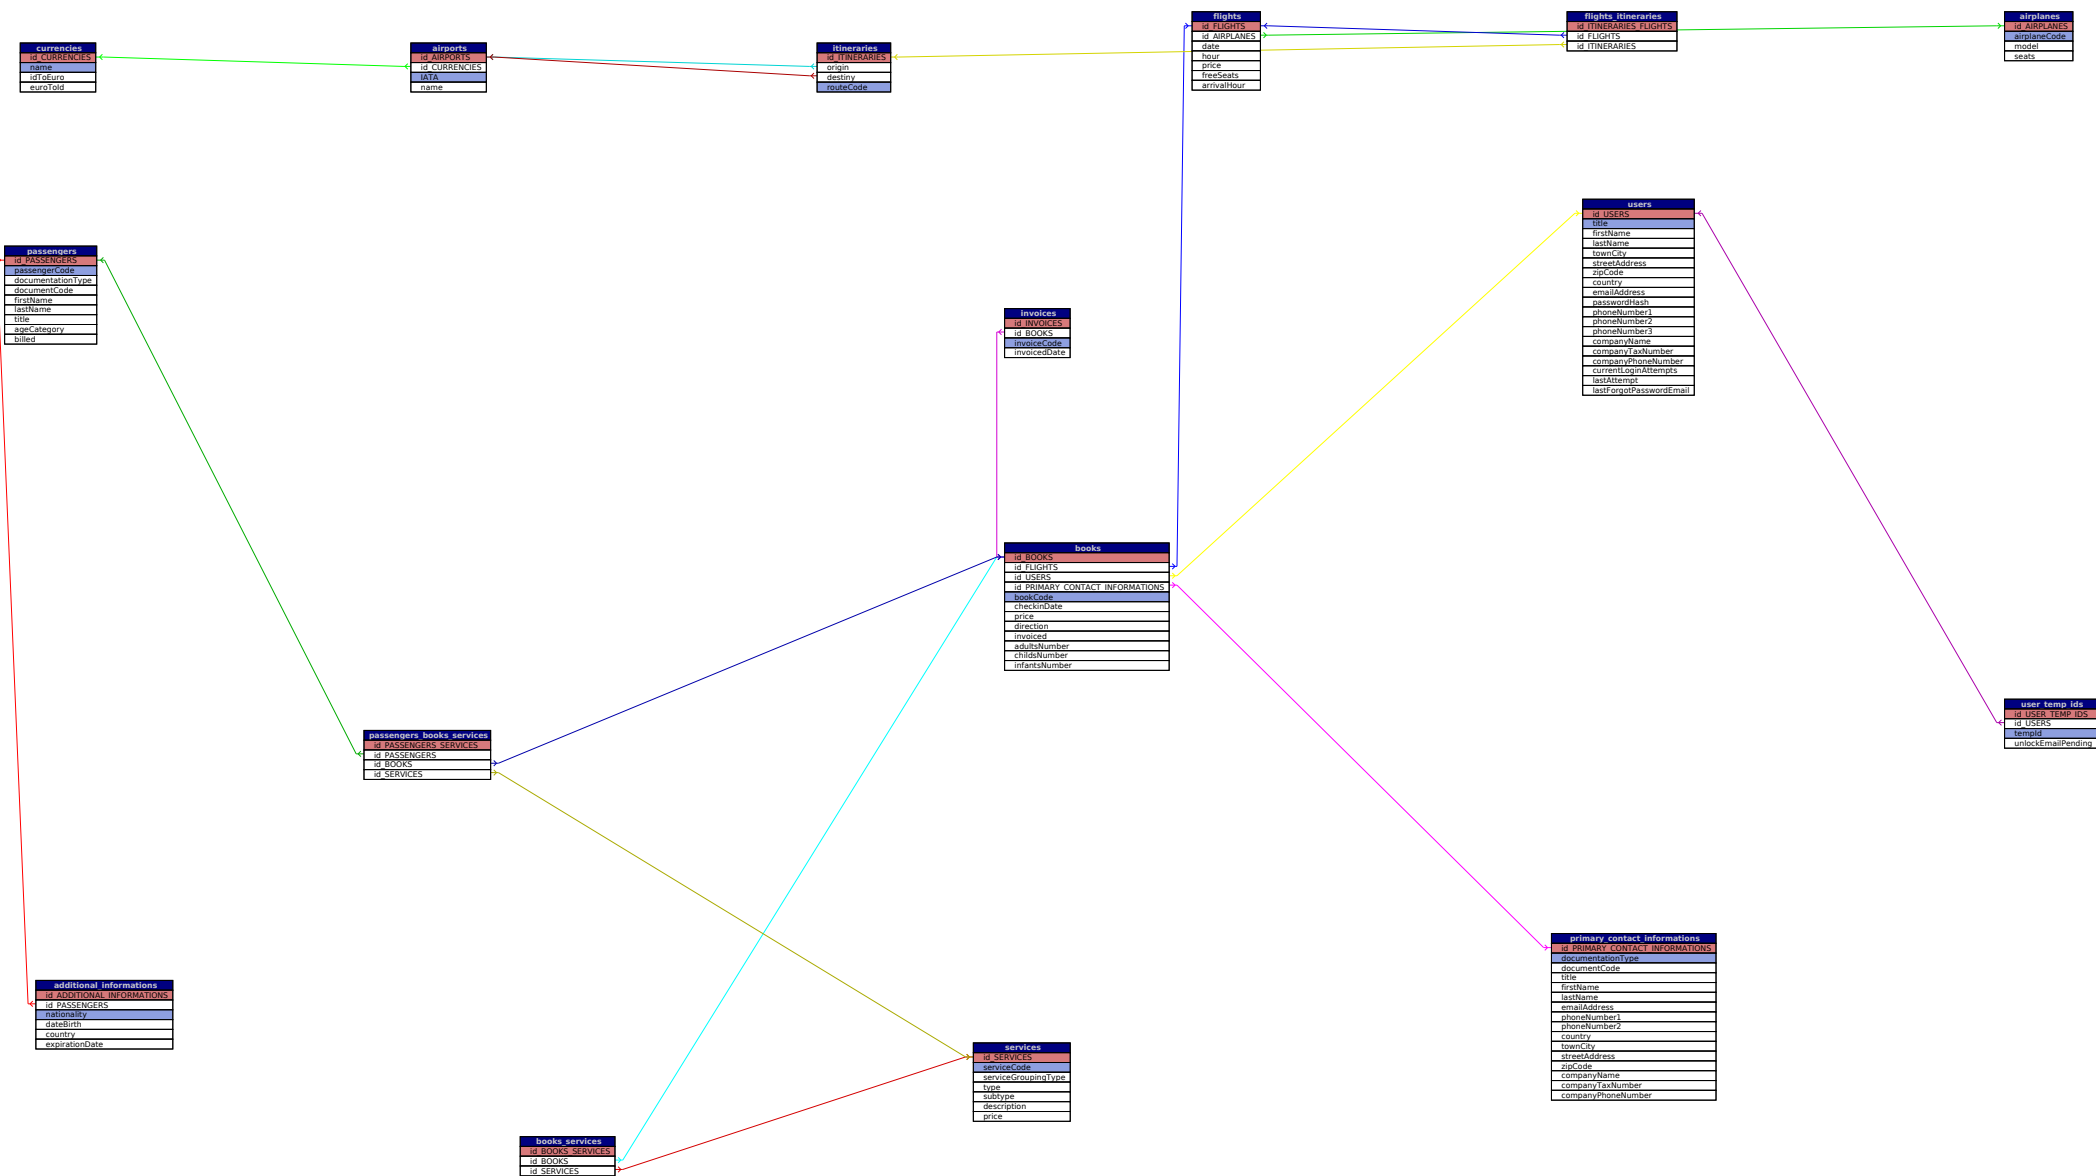 currencies
id_CURRENCIES
name
idToEuro
euroToId
airports
id_AIRPORTS
id_CURRENCIES
IATA
name
itineraries
id_ITINERARIES
origin
destiny
routeCode
flights
id_FLIGHTS
id_AIRPLANES
date
hour
price
freeSeats
arrivalHour
flights_itineraries
id_ITINERARIES_FLIGHTS
id_FLIGHTS
id_ITINERARIES
airplanes
id_AIRPLANES
airplaneCode
model
seats
passengers
id_PASSENGERS
passengerCode
documentationType
documentCode
firstName
lastName
title
ageCategory
billed
invoices
id_INVOICES
id_BOOKS
invoiceCode
invoicedDate
users
id_USERS
title
firstName
lastName
townCity
streetAddress
zipCode
country
emailAddress
passwordHash
phoneNumber1
phoneNumber2
phoneNumber3
companyName
companyTaxNumber
companyPhoneNumber
currentLoginAttempts
lastAttempt
lastForgotPasswordEmail
books
id_BOOKS
id_FLIGHTS
id_USERS
id_PRIMARY_CONTACT_INFORMATIONS
bookCode
checkinDate
price
direction
invoiced
adultsNumber
childsNumber
infantsNumber
passengers_books_services
id_PASSENGERS_SERVICES
id_PASSENGERS
id_BOOKS
id_SERVICES
user_temp_ids
id_USER_TEMP_IDS
id_USERS
tempId
unlockEmailPending
additional_informations
id_ADDITIONAL_INFORMATIONS
id_PASSENGERS
nationality
dateBirth
country
expirationDate
primary_contact_informations
id_PRIMARY_CONTACT_INFORMATIONS
documentationType
documentCode
title
firstName
lastName
emailAddress
phoneNumber1
phoneNumber2
country
townCity
streetAddress
zipCode
companyName
companyTaxNumber
companyPhoneNumber
services
id_SERVICES
serviceCode
serviceGroupingType
type
subtype
description
price
books_services
id_BOOKS_SERVICES
id_BOOKS
id_SERVICES